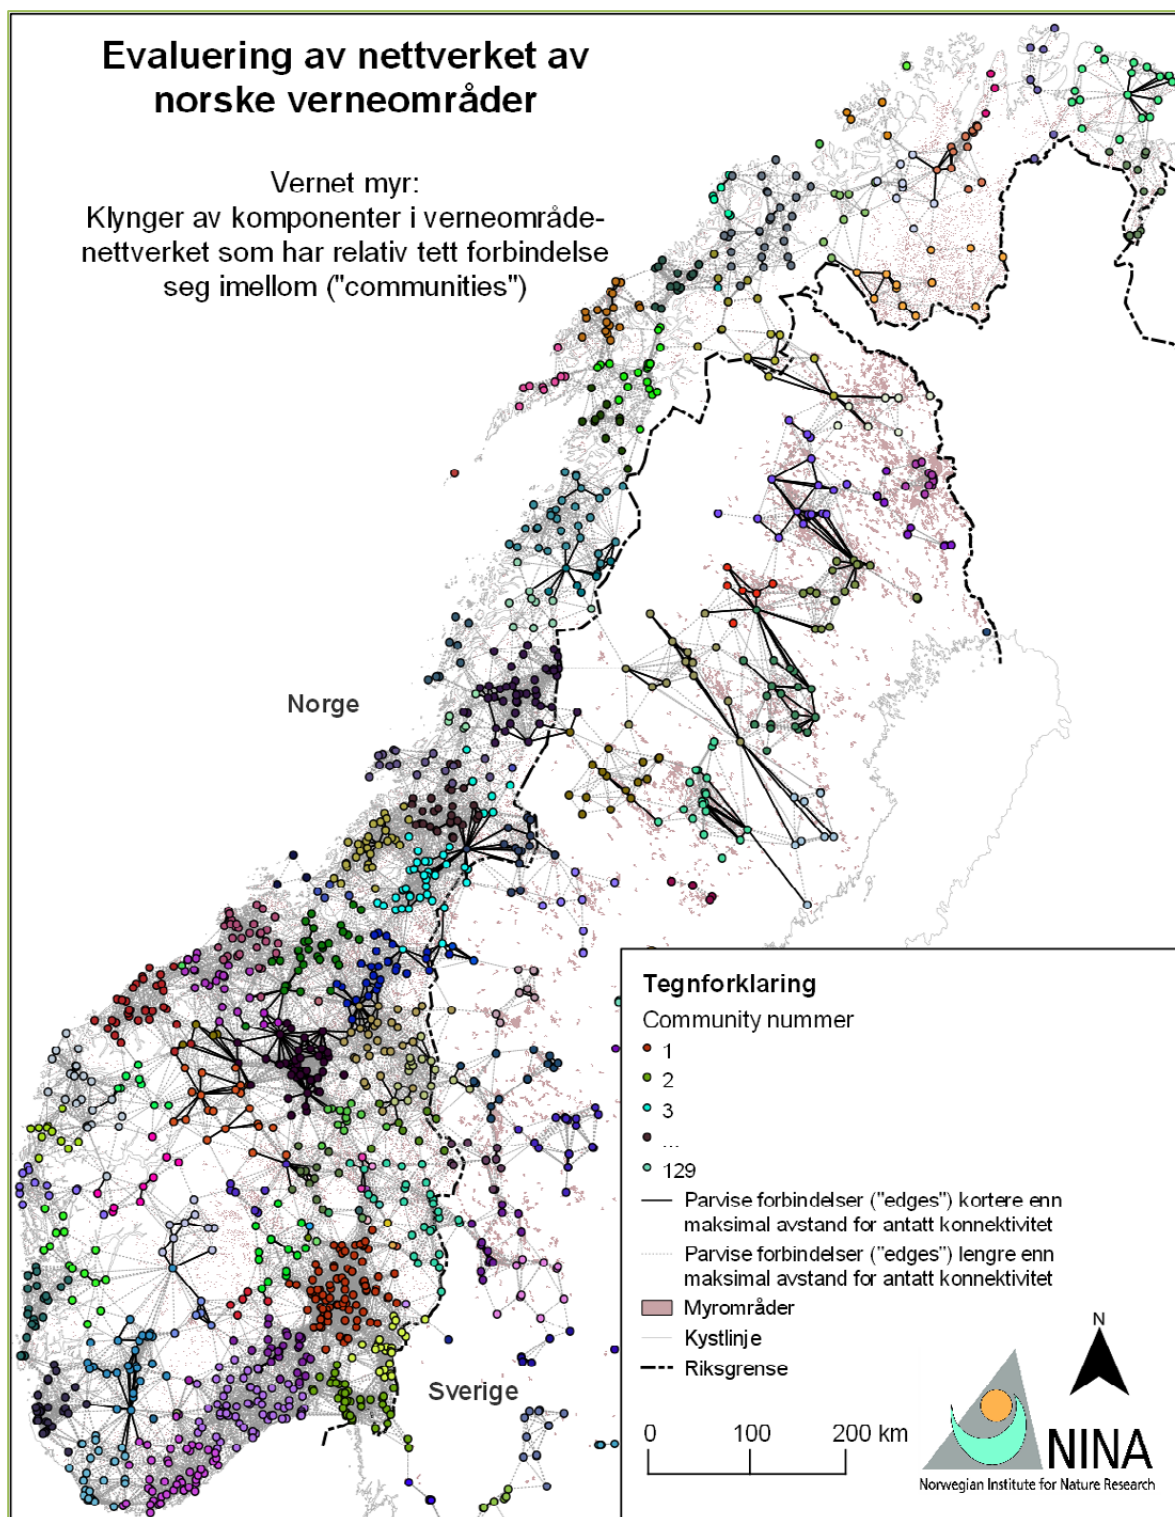 Evaluering av nettverket av
norske verneområder
Vernet myr:
Klynger av komponenter i verneområde-
nettverket som har relativ tett forbindelse
seg imellom ("communities")
Norge
Sverige
Tegnforklaring
Community nummer
1
2
3
...
129
Parvise forbindelser ("edges") kortere enn
maksimal avstand for antatt konnektivitet
Parvise forbindelser ("edges") lengre enn
maksimal avstand for antatt konnektivitet
Myrområder
Kystlinje
Riksgrense
N
0 100 200 km
NINA
Norwegian Institute for Nature Research